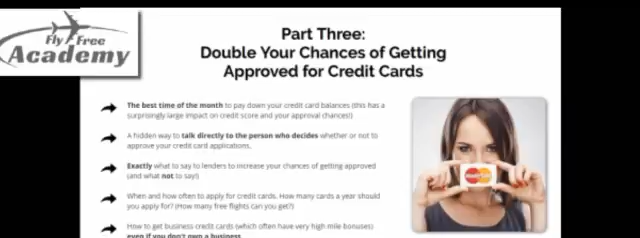 Fly Free
Academy
Part Three:
Double Your Chances of Getting
Approved for Credit Cards
The best time of the month to pay down your credit card balances (this has a
surprisingly large impact on credit score and your approval chances!)
A hidden way to talk directly to the person who decides whether or not to
approve your credit card applications.
Exactly what to say to lenders to increase your chances of getting approved
(and what not to say!)
When and how often to apply for credit cards. How many cards a year should
you apply for? (How many free flights can you get?)
How to get business credit cards (which often have very high mile bonuses)
even if you don't own a business
MasterCard